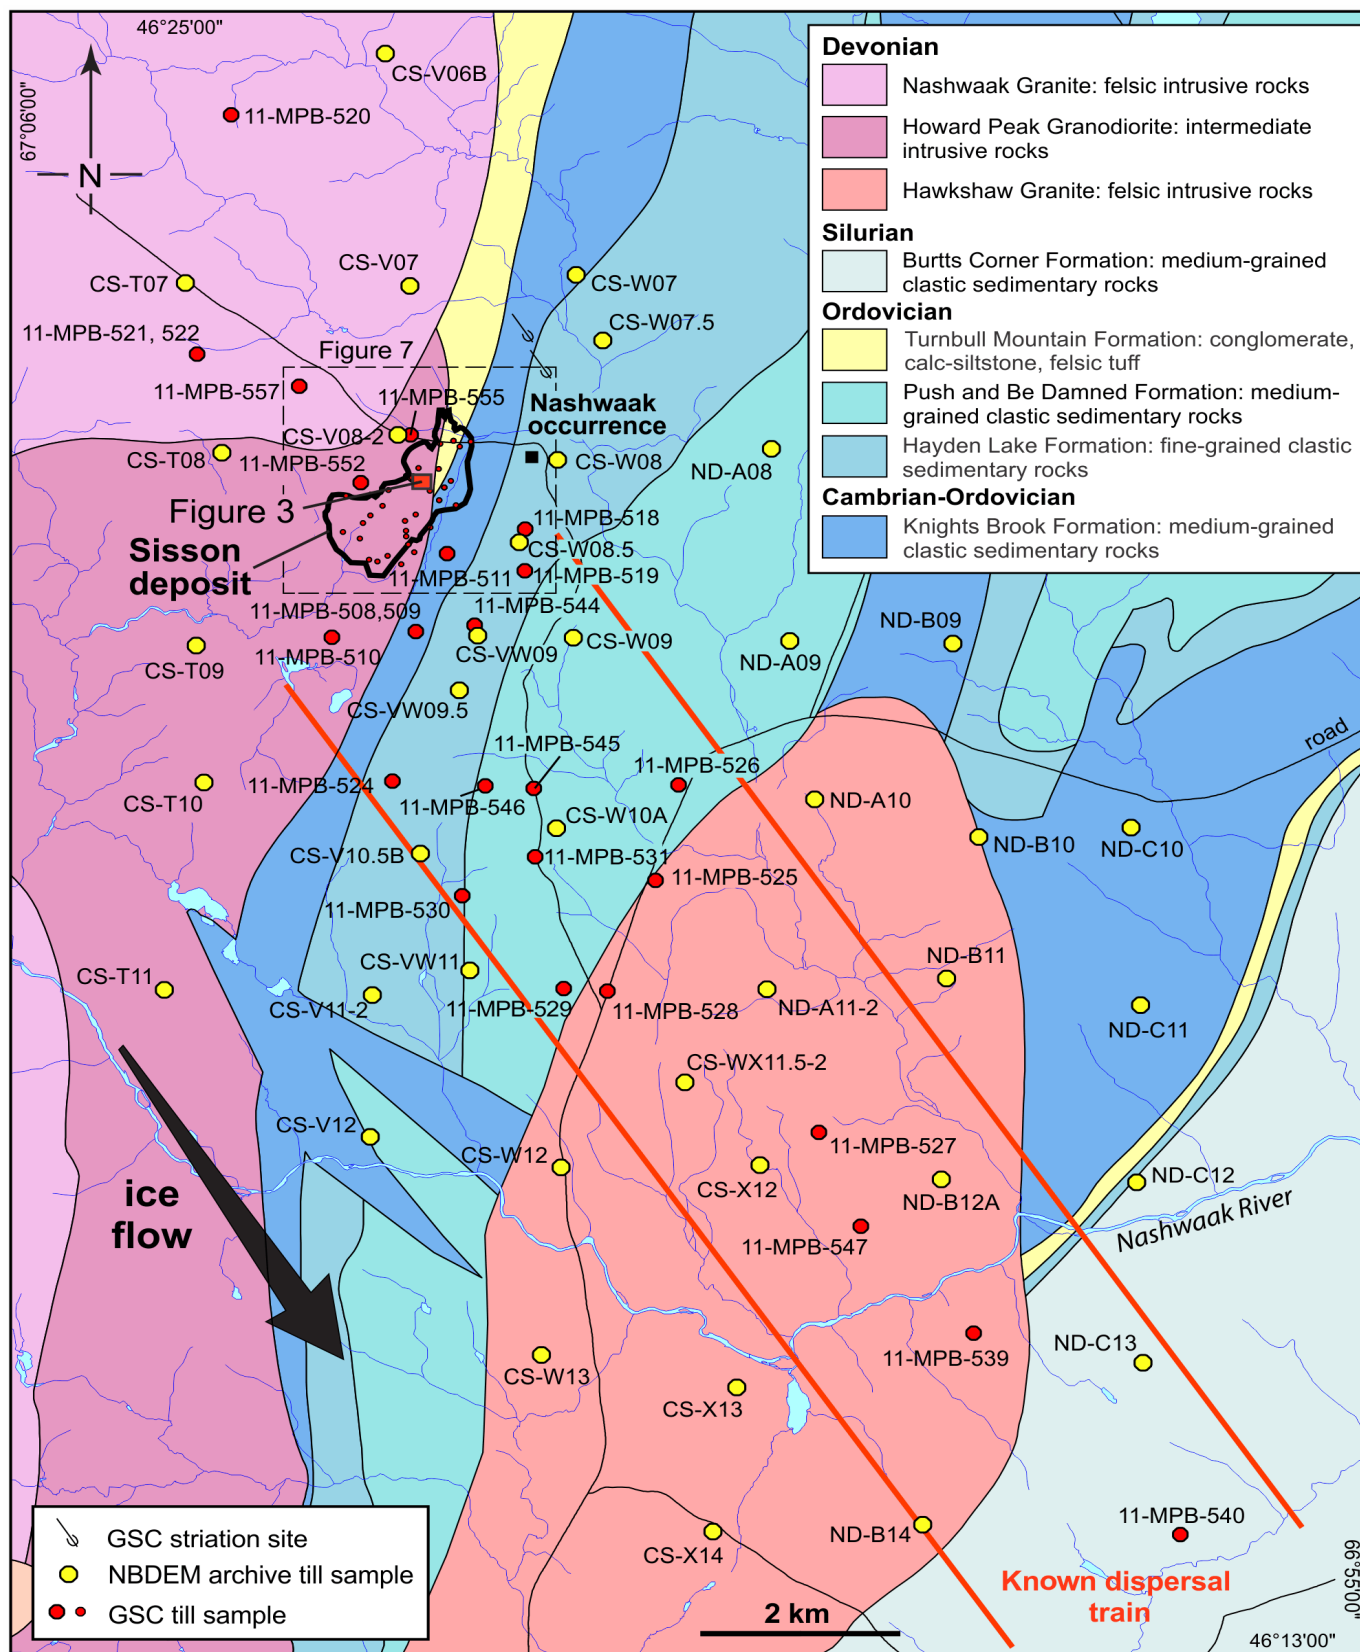 46°25'00"
67°06'00"
N
CS-V06B
11-MPB-520
Devonian
Nashwaak Granite: felsic intrusive rocks
Howard Peak Granodiorite: intermediate
intrusive rocks
Hawkshaw Granite: felsic intrusive rocks
Silurian
Burtts Corner Formation: medium-grained
clastic sedimentary rocks
Ordovician
Turnbull Mountain Formation: conglomerate,
calc-siltstone, felsic tuff
Push and Be Damned Formation: medium-
grained clastic sedimentary rocks
Hayden Lake Formation: fine-grained clastic
sedimentary rocks
Cambrian-Ordovician
Knights Brook Formation: medium-grained
clastic sedimentary rocks
CS-V07
CS-T07
CS-W07
CS-W07.5
11-MPB-521, 522
Figure 7
11-MPB-557
11-MPB-555
Nashwaak
occurrence
CS-V08-2
CS-T08
11-MPB-552
CS-W08
ND-A08
Figure 3
11-MPB-518
Sisson
deposit
CS-W08.5
11-MPB-511
11-MPB-519
11-MPB-508,509
11-MPB-544
ND-B09
11-MPB-510
CS-VW09
CS-W09
CS-T09
ND-A09
CS-VW09.5
road
11-MPB-545
11-MPB-526
11-MPB-524
11-MPB-546
CS-T10
CS-W10A
ND-A10
ND-B10
ND-C10
CS-V10.5B
11-MPB-531
11-MPB-525
11-MPB-530
CS-VW11
ND-B11
CS-T11
CS-V11-2
11-MPB-529
11-MPB-528
ND-A11-2
ND-C11
CS-WX11.5-2
CS-V12
11-MPB-527
CS-W12
CS-X12
ND-B12A
ND-C12
ice
flow
Nashwaak River
11-MPB-547
11-MPB-539
ND-C13
CS-W13
CS-X13
11-MPB-540
ND-B14
CS-X14
GSC striation site
NBDEM archive till sample
GSC till sample
Known dispersal
train
2 km
66°55'00"
46°13'00"